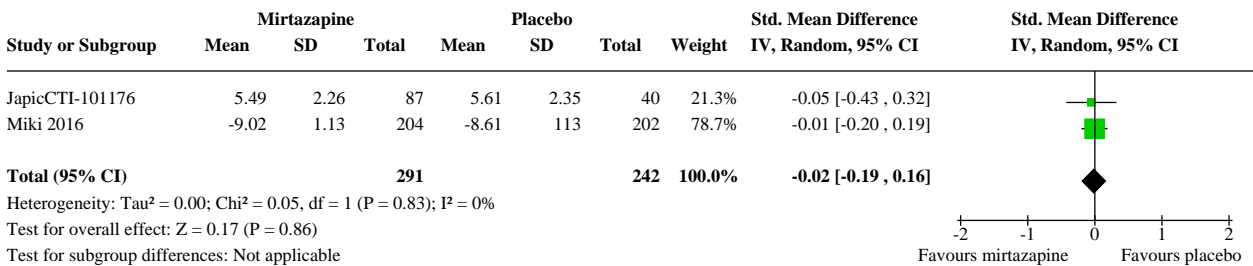 Mirtazapine Placebo Std. Mean Difference Std. Mean Difference
Study or Subgroup Mean SD Total Mean SD Total Weight IV, Random, 95% CI IV, Random, 95% CI
JapicCTI-101176 5.49 2.26 87 5.61 2.35 40 21.3% -0.05 [-0.43 , 0.32]
Miki 2016 -9.02 1.13 204 -8.61 113 202 78.7% -0.01 [-0.20 , 0.19]
Total (95% CI) 291 242 100.0% -0.02 [-0.19 , 0.16]
Heterogeneity: Tau² = 0.00; Chi² = 0.05, df = 1 (P = 0.83); I² = 0%
Test for overall effect: Z = 0.17 (P = 0.86)
-2 -1 0 1 2
Test for subgroup differences: Not applicable
Favours mirtazapine Favours placebo